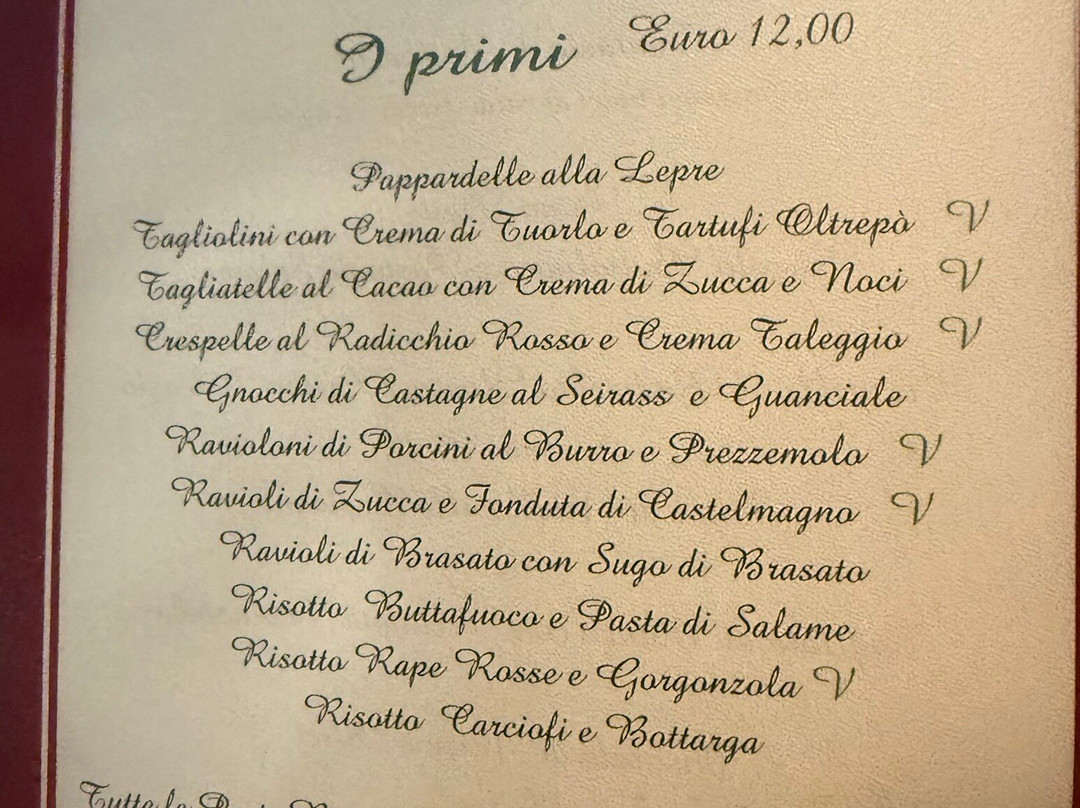 I primi Euro 12,00
Pappardelle alla Lepre
Tagliolini con Crema di Tuorlo e Tartufi Oltrepò V
Tagliatelle al Cacao con Crema di Zucca e Noci V
Crespelle al Radicchio Rosso e Crema Taleggio V
Gnocchi di Castagne al Seirass e Guanciale
Ravioloni di Porcini al Burro e Prezzemolo V
Ravioli di Zucca e Fonduta di Castelmagno V
Ravioli di Brasato con Sugo di Brasato
Risotto Buttafuoco e Pasta di Salame
Risotto Rape Rosse e Gorgonzola V
Risotto Carciofi e Bottarga
Tutte le